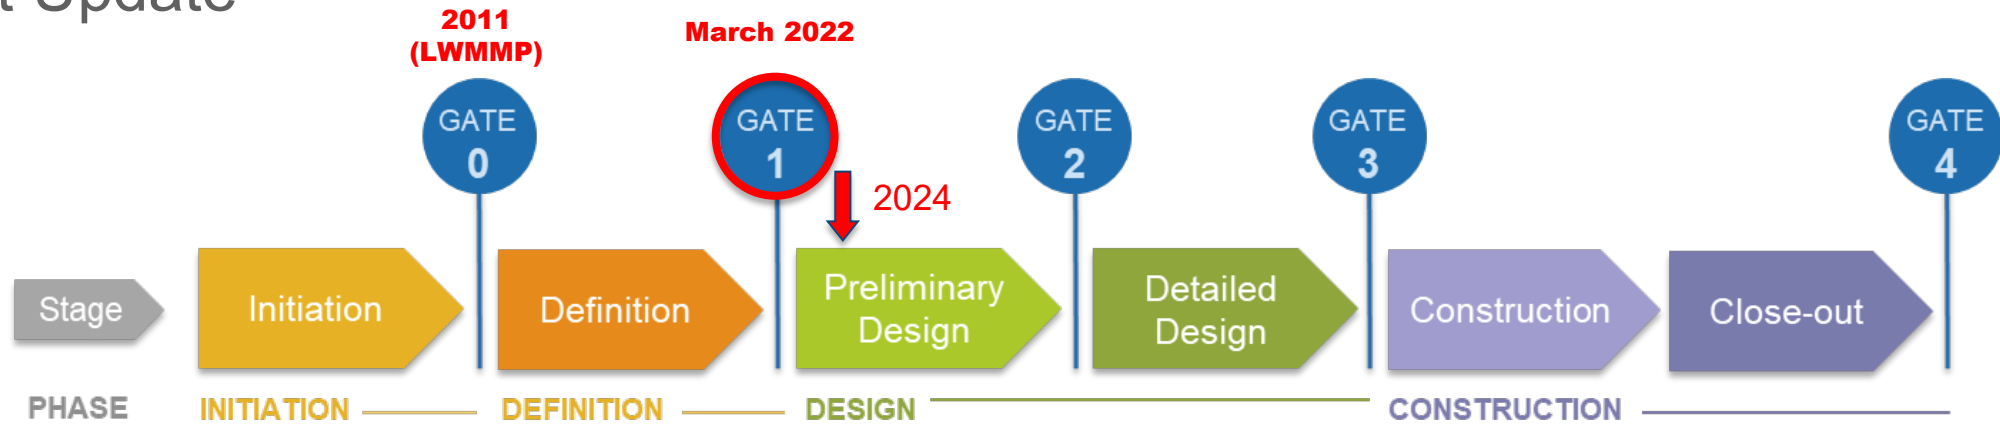 t Update
2011
(LWMMP)
March 2022
GATE
0
GATE
1
GATE
2
GATE
3
GATE
4
2024
Stage
Initiation
Definition
Preliminary
Design
Detailed
Design
Construction
Close-out
PHASE
INITIATION
DEFINITION
DESIGN
CONSTRUCTION